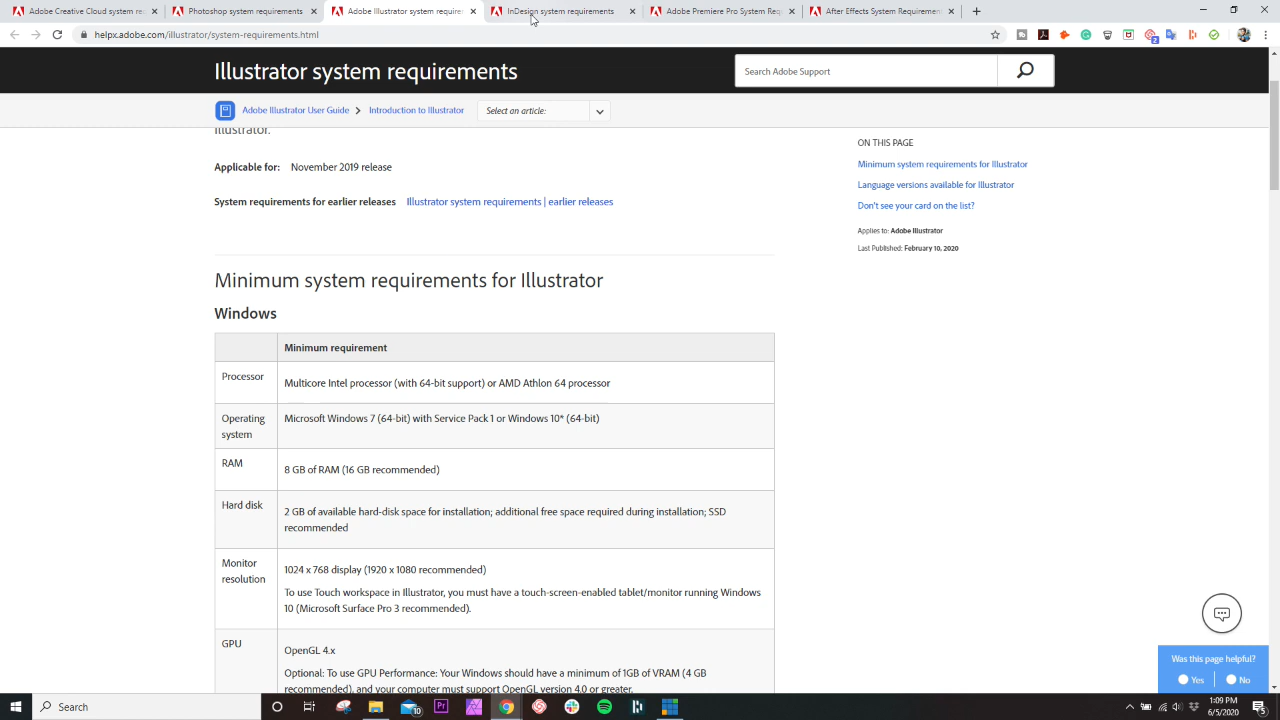 Adobe Creative Cloud system rec
Photoshop system requirements
Adobe Illustrator system require
InDesign system requirements
Adobe Premiere Pro System Req
After Effects System Requiremen
helpx.adobe.com/illustrator/system-requirements.html
Illustrator system requirements
Search Adobe Support
Adobe Illustrator User Guide
Introduction to Illustrator
Select an article:
Illustrator.
Applicable for: November 2019 release
System requirements for earlier releases Illustrator system requirements | earlier releases
ON THIS PAGE
Minimum system requirements for Illustrator
Language versions available for Illustrator
Don't see your card on the list?
Applies to: Adobe Illustrator
Last Published: February 10, 2020
Minimum system requirements for Illustrator
Windows
Minimum requirement
Processor
Multicore Intel processor (with 64-bit support) or AMD Athlon 64 processor
Operating
system
Microsoft Windows 7 (64-bit) with Service Pack 1 or Windows 10* (64-bit)
RAM
8 GB of RAM (16 GB recommended)
Hard disk
2 GB of available hard-disk space for installation; additional free space required during installation; SSD
recommended
Monitor
resolution
1024 x 768 display (1920 x 1080 recommended)
To use Touch workspace in Illustrator, you must have a touch-screen-enabled tablet/monitor running Windows
10 (Microsoft Surface Pro 3 recommended).
GPU
OpenGL 4.x
Optional: To use GPU Performance: Your Windows should have a minimum of 1GB of VRAM (4 GB
recommended), and your computer must support OpenGL version 4.0 or greater.
Was this page helpful?
Yes
No
Search
10
1:09 PM
6/5/2020